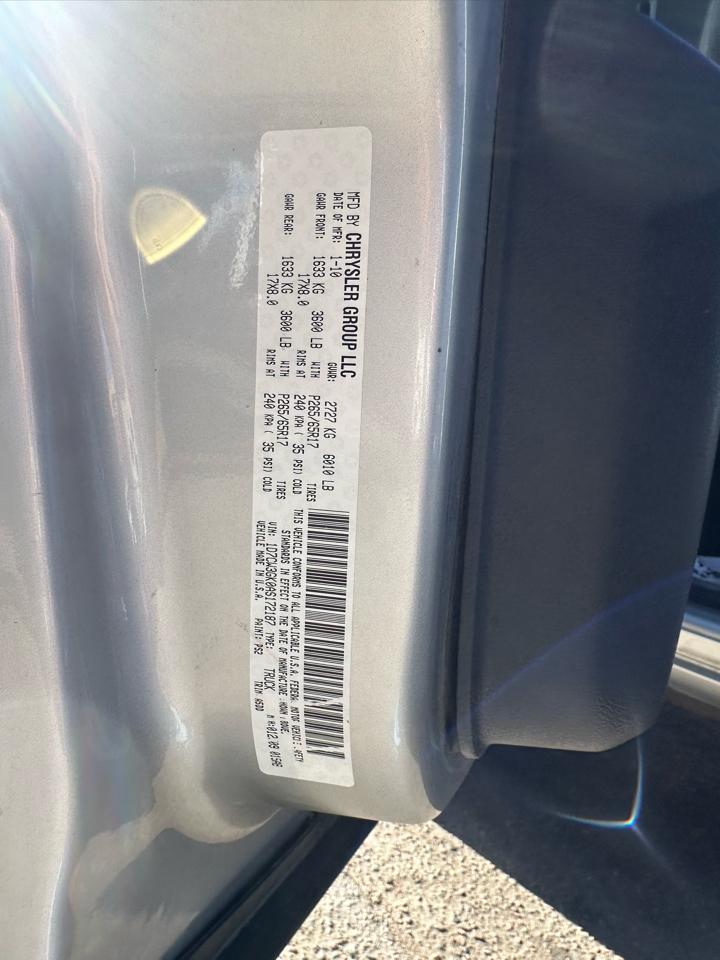 MFD BY CHRYSLER GROUP LLC
DATE OF MFR: 1-10 GVWR: 2727 KG 6010 LB
GAWR FRONT: 1633 KG 3600 LB WITH P265/65R17 TIRES
17X8.0 RIMS AT 240 KPA ( 35 PSI) COLD
GAWR REAR: 1633 KG 3600 LB WITH P265/65R17 TIRES
17X8.0 RIMS AT 240 KPA ( 35 PSI) COLD
THIS VEHICLE CONFORMS TO ALL APPLICABLE U.S.A. FEDERAL MOTOR VEHICLE SAFETY
STANDARDS IN EFFECT ON THE DATE OF MANUFACTURE SHOWN ABOVE.
VIN: 1D7CW3GK0AS172187 TYPE: TRUCK
VEHICLE MADE IN U.S.A. PAINT: PS2 TRIM: